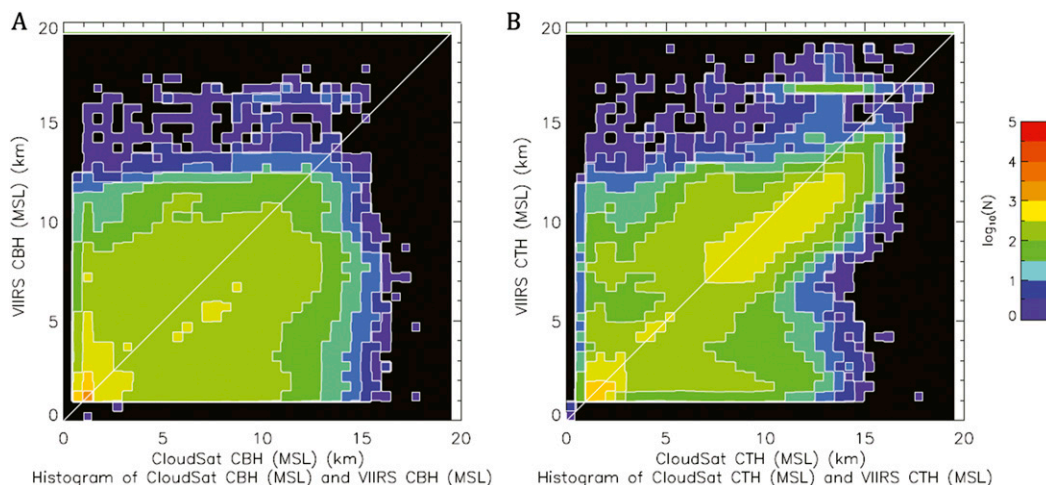 A
B
20
15
10
5
0
VIIRS CBH (MSL) (km)
0 5 10 15 20
CloudSat CBH (MSL) (km)
Histogram of CloudSat CBH (MSL) and VIIRS CBH (MSL)
20
15
10
5
0
VIIRS CTH (MSL) (km)
0 5 10 15 20
CloudSat CTH (MSL) (km)
Histogram of CloudSat CTH (MSL) and VIIRS CTH (MSL)
5
4
3
2
1
0
log10(N)